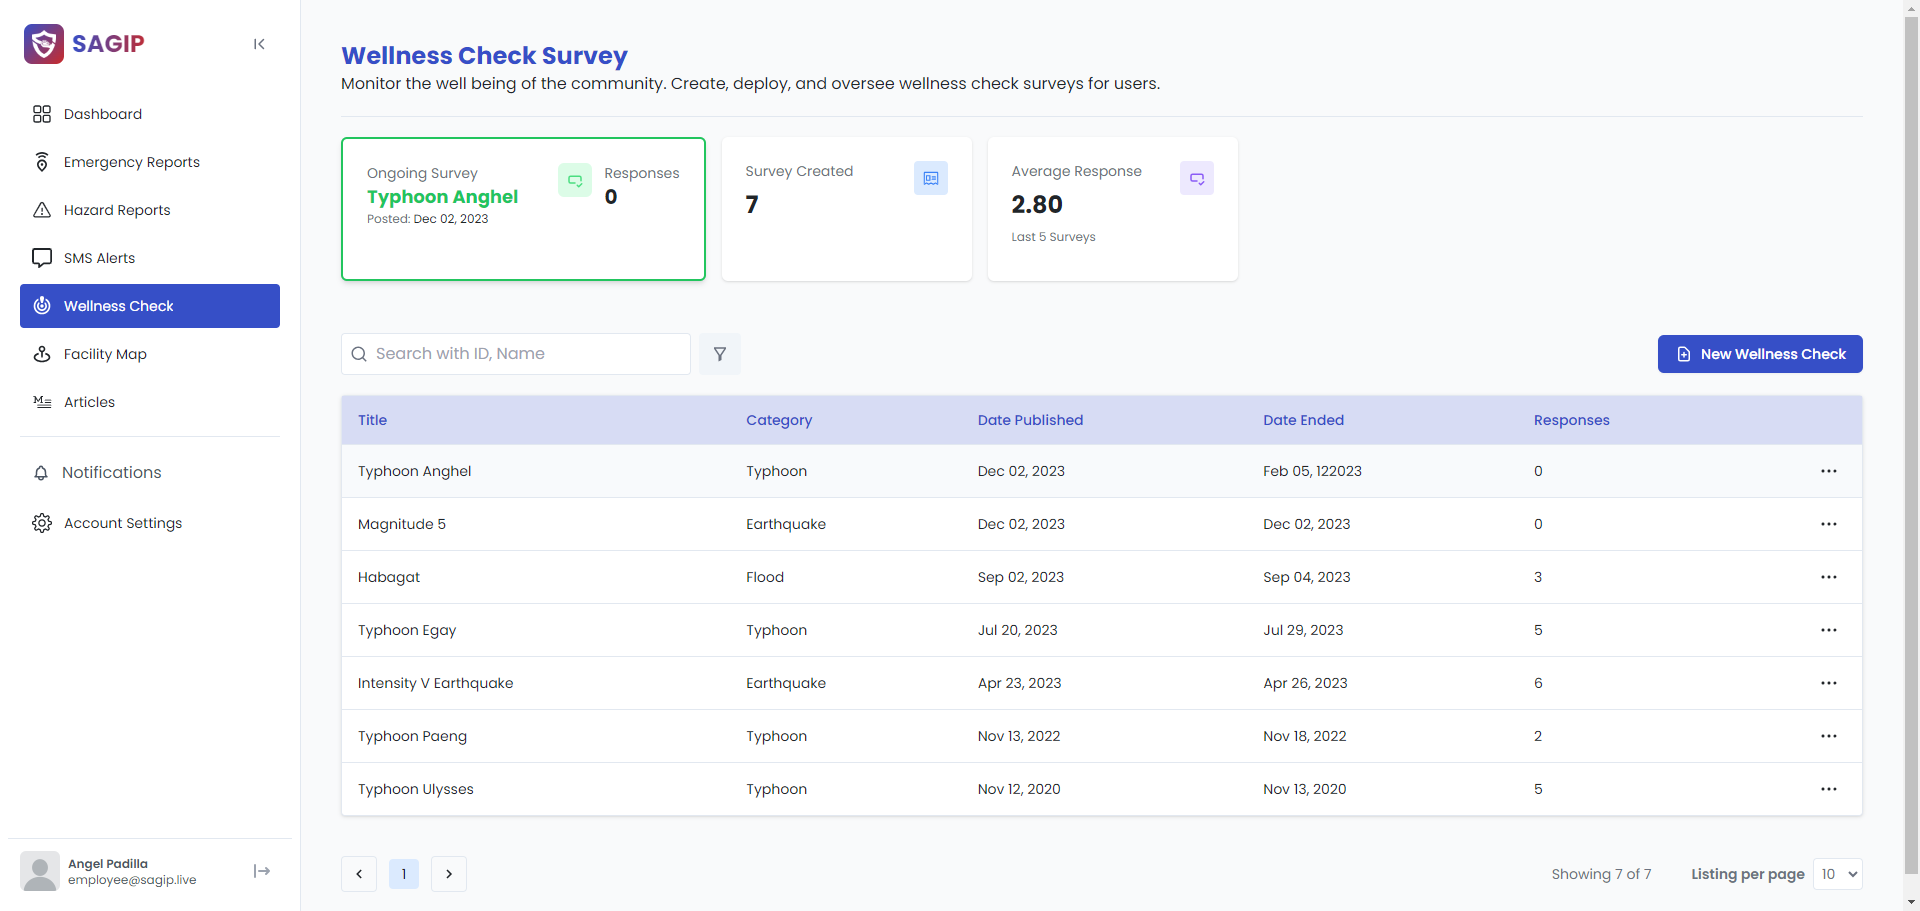 SAGIP
Dashboard
Emergency Reports
Hazard Reports
SMS Alerts
Wellness Check
Facility Map
Articles
Notifications
Account Settings
Angel Padilla
employee@sagip.live
Wellness Check Survey
Monitor the well being of the community. Create, deploy, and oversee wellness check surveys for users.
Ongoing Survey
Typhoon Anghel
Posted: Dec 02, 2023
Responses
0
Survey Created
7
Average Response
2.80
Last 5 Surveys
Search with ID, Name
New Wellness Check
Title Category Date Published Date Ended Responses
Typhoon Anghel Typhoon Dec 02, 2023 Feb 05, 122023 0
Magnitude 5 Earthquake Dec 02, 2023 Dec 02, 2023 0
Habagat Flood Sep 02, 2023 Sep 04, 2023 3
Typhoon Egay Typhoon Jul 20, 2023 Jul 29, 2023 5
Intensity V Earthquake Earthquake Apr 23, 2023 Apr 26, 2023 6
Typhoon Paeng Typhoon Nov 13, 2022 Nov 18, 2022 2
Typhoon Ulysses Typhoon Nov 12, 2020 Nov 13, 2020 5
1
Showing 7 of 7
Listing per page 10